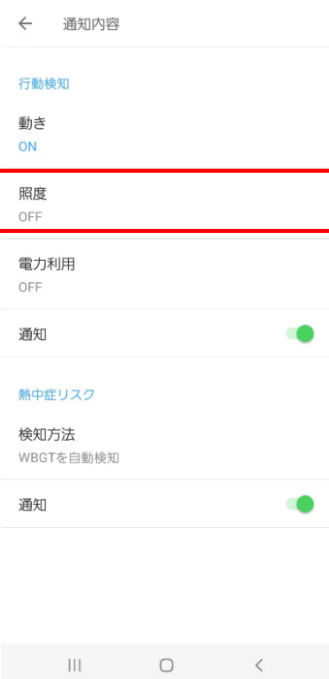 通知内容
行動検知
動き
ON
照度
OFF
電力利用
OFF
通知
熱中症リスク
検知方法
WBGTを自動検知
通知